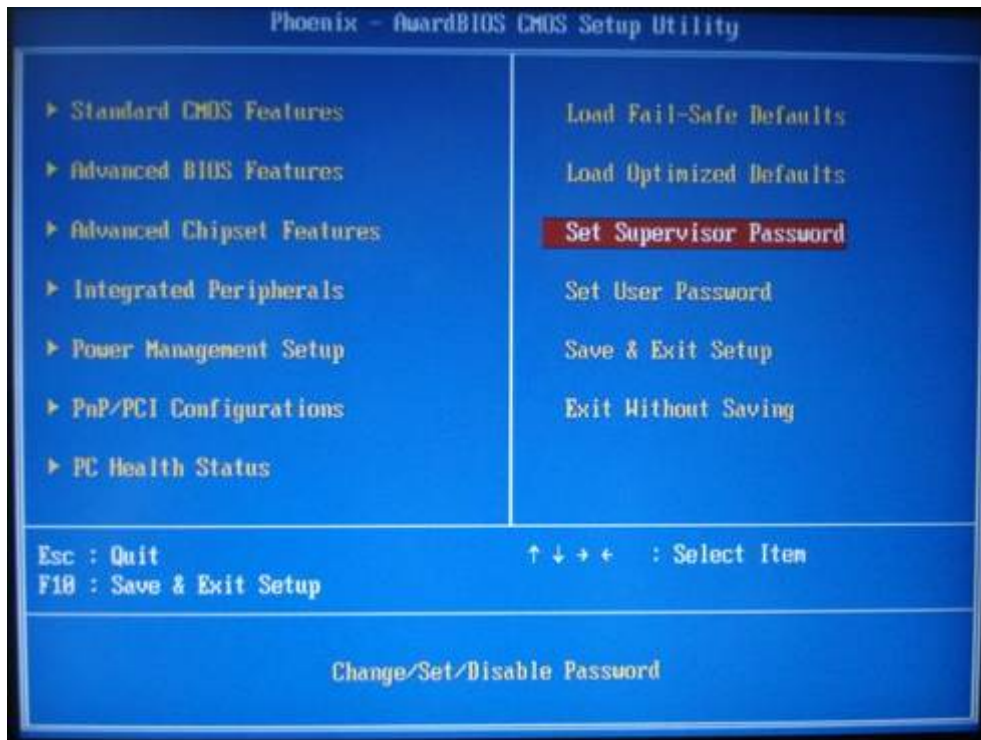 Phoenix - AwardBIOS CMOS Setup Utility
▶ Standard CMOS Features
▶ Advanced BIOS Features
▶ Advanced Chipset Features
▶ Integrated Peripherals
▶ Power Management Setup
▶ PnP/PCI Configurations
▶ PC Health Status
Load Fail-Safe Defaults
Load Optimized Defaults
Set Supervisor Password
Set User Password
Save & Exit Setup
Exit Without Saving
Esc : Quit
F10 : Save & Exit Setup
↑ ↓ → ← : Select Item
Change/Set/Disable Password